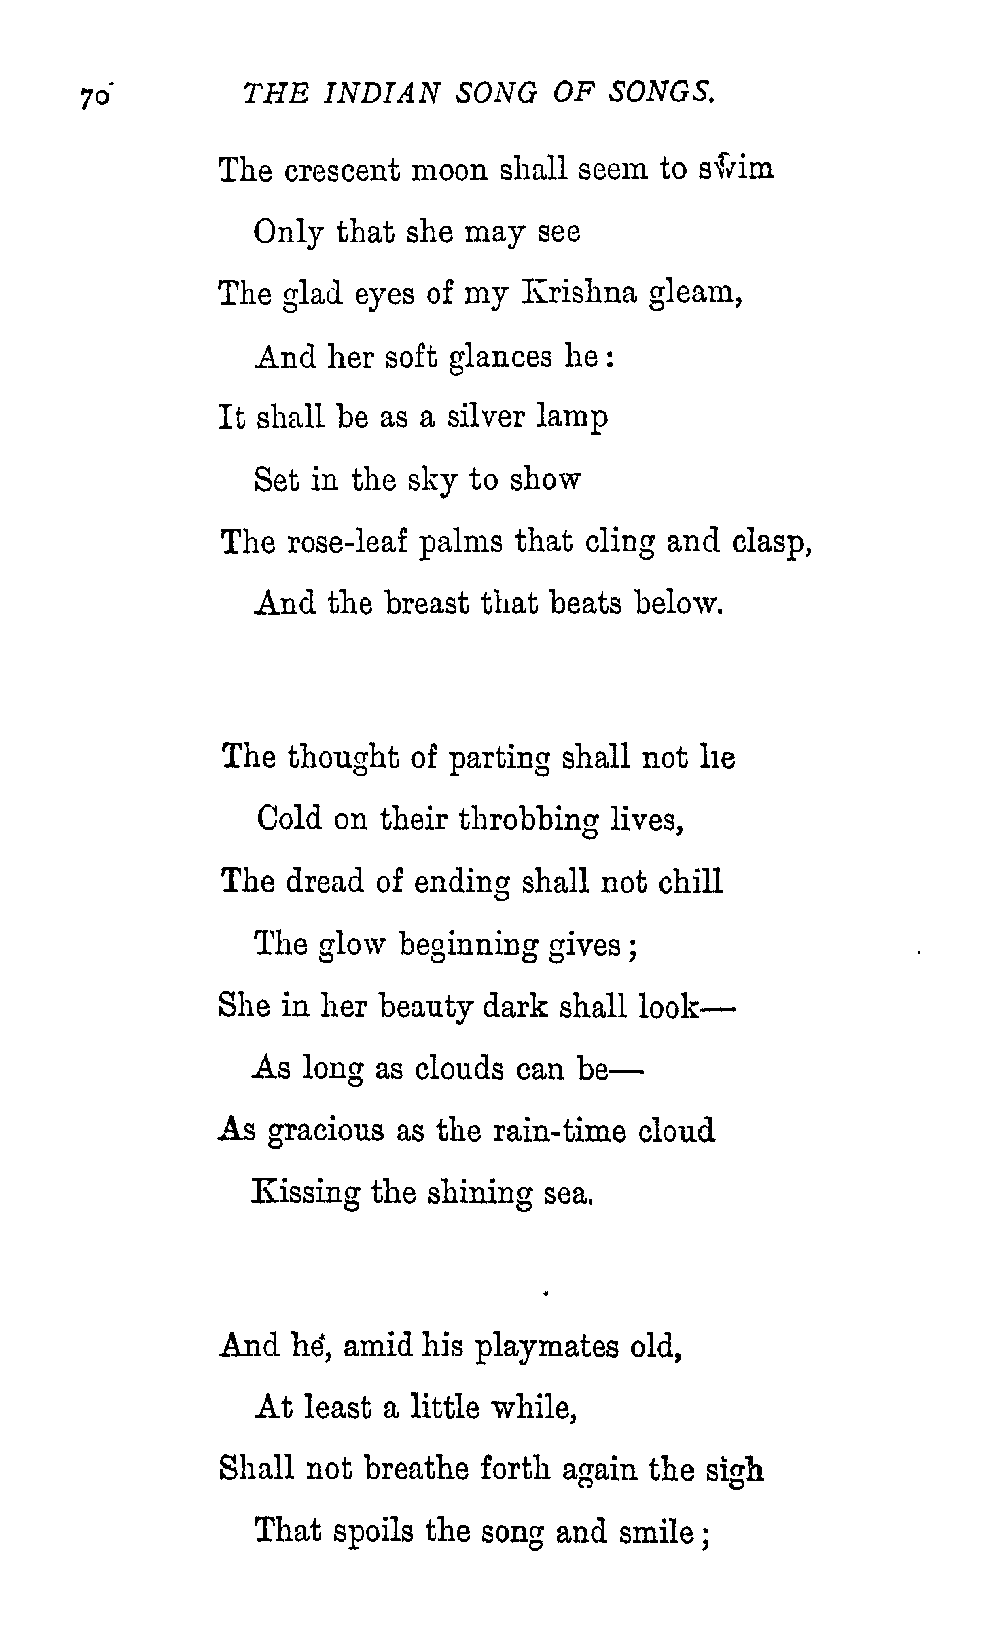 70 THE INDIAN SONG OF SONGS.
The crescent moon shall seem to swim
Only that she may see
The glad eyes of my Krishna gleam,
And her soft glances he :
It shall be as a silver lamp
Set in the sky to show
The rose-leaf palms that cling and clasp,
And the breast that beats below.
The thought of parting shall not lie
Cold on their throbbing lives,
The dread of ending shall not chill
The glow beginning gives ;
She in her beauty dark shall look—
As long as clouds can be—
As gracious as the rain-time cloud
Kissing the shining sea.
And he, amid his playmates old,
At least a little while,
Shall not breathe forth again the sigh
That spoils the song and smile ;